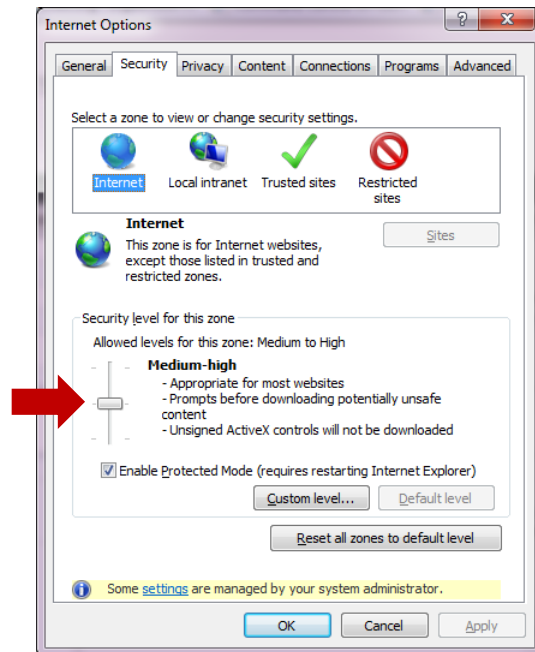 Internet Options
?
X
General Security Privacy Content Connections Programs Advanced
Select a zone to view or change security settings.
Internet Local intranet Trusted sites Restricted
sites
Internet
This zone is for Internet websites,
except those listed in trusted and
restricted zones.
Sites
Security level for this zone
Allowed levels for this zone: Medium to High
Medium-high
- Appropriate for most websites
- Prompts before downloading potentially unsafe
content
- Unsigned ActiveX controls will not be downloaded
Enable Protected Mode (requires restarting Internet Explorer)
Custom level... Default level
Reset all zones to default level
Some settings are managed by your system administrator.
OK Cancel Apply